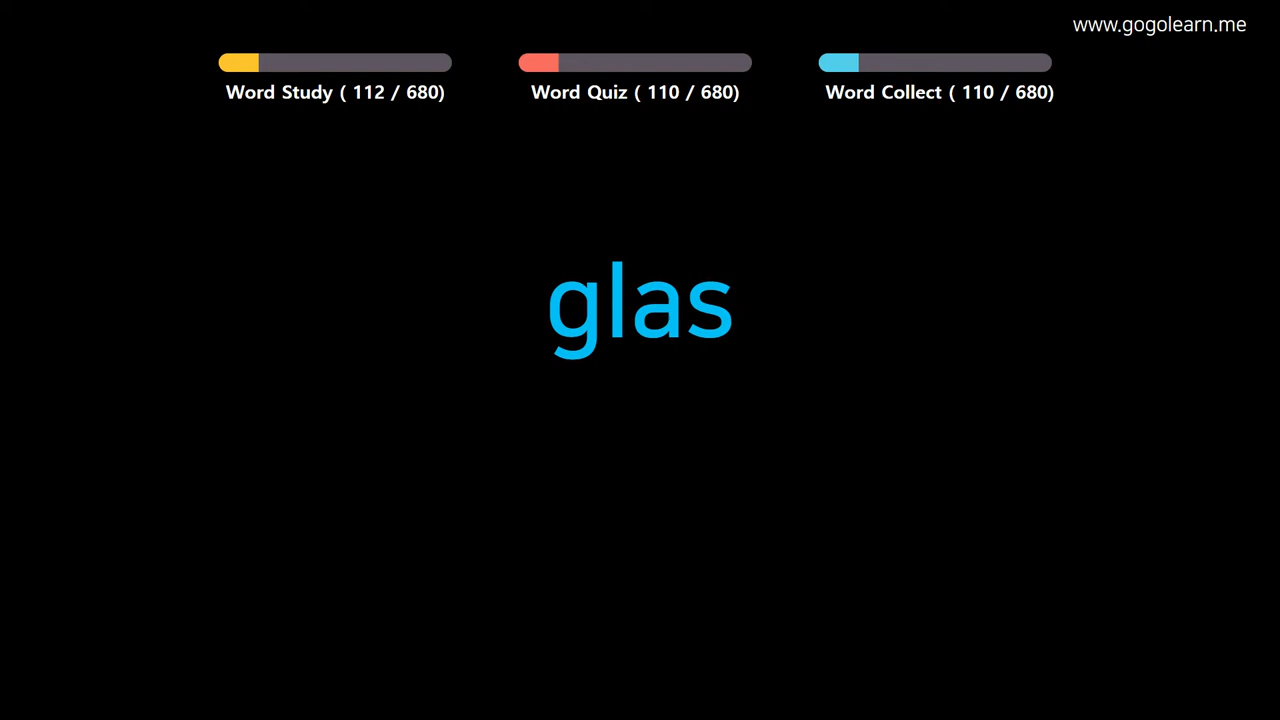 www.gogolearn.me
Word Study ( 112 / 680)
Word Quiz ( 110 / 680)
Word Collect ( 110 / 680)
glas